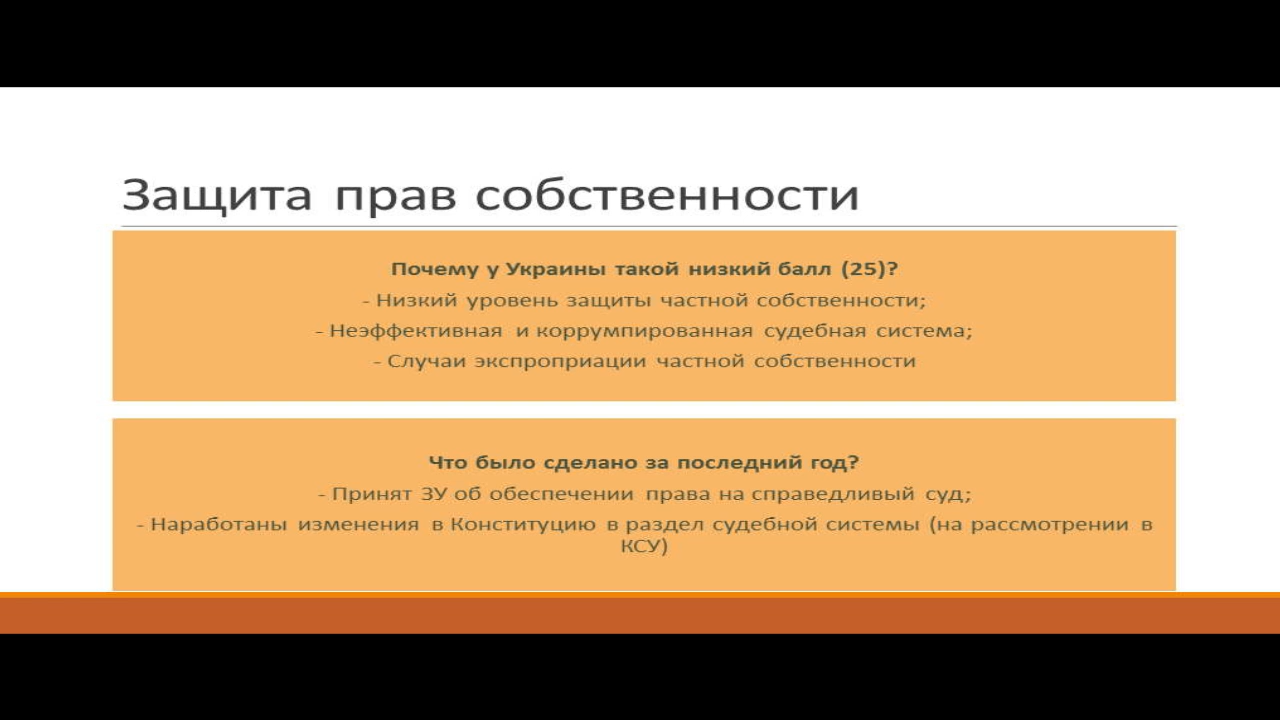 Защита прав собственности
Почему у Украины такой низкий балл (25)?
- Низкий уровень защиты частной собственности;
- Неэффективная и коррумпированная судебная система;
- Случаи экспроприации частной собственности
Что было сделано за последний год?
- Принят ЗУ об обеспечении права на справедливый суд;
- Наработаны изменения в Конституцию в раздел судебной системы (на рассмотрении в
КСУ)